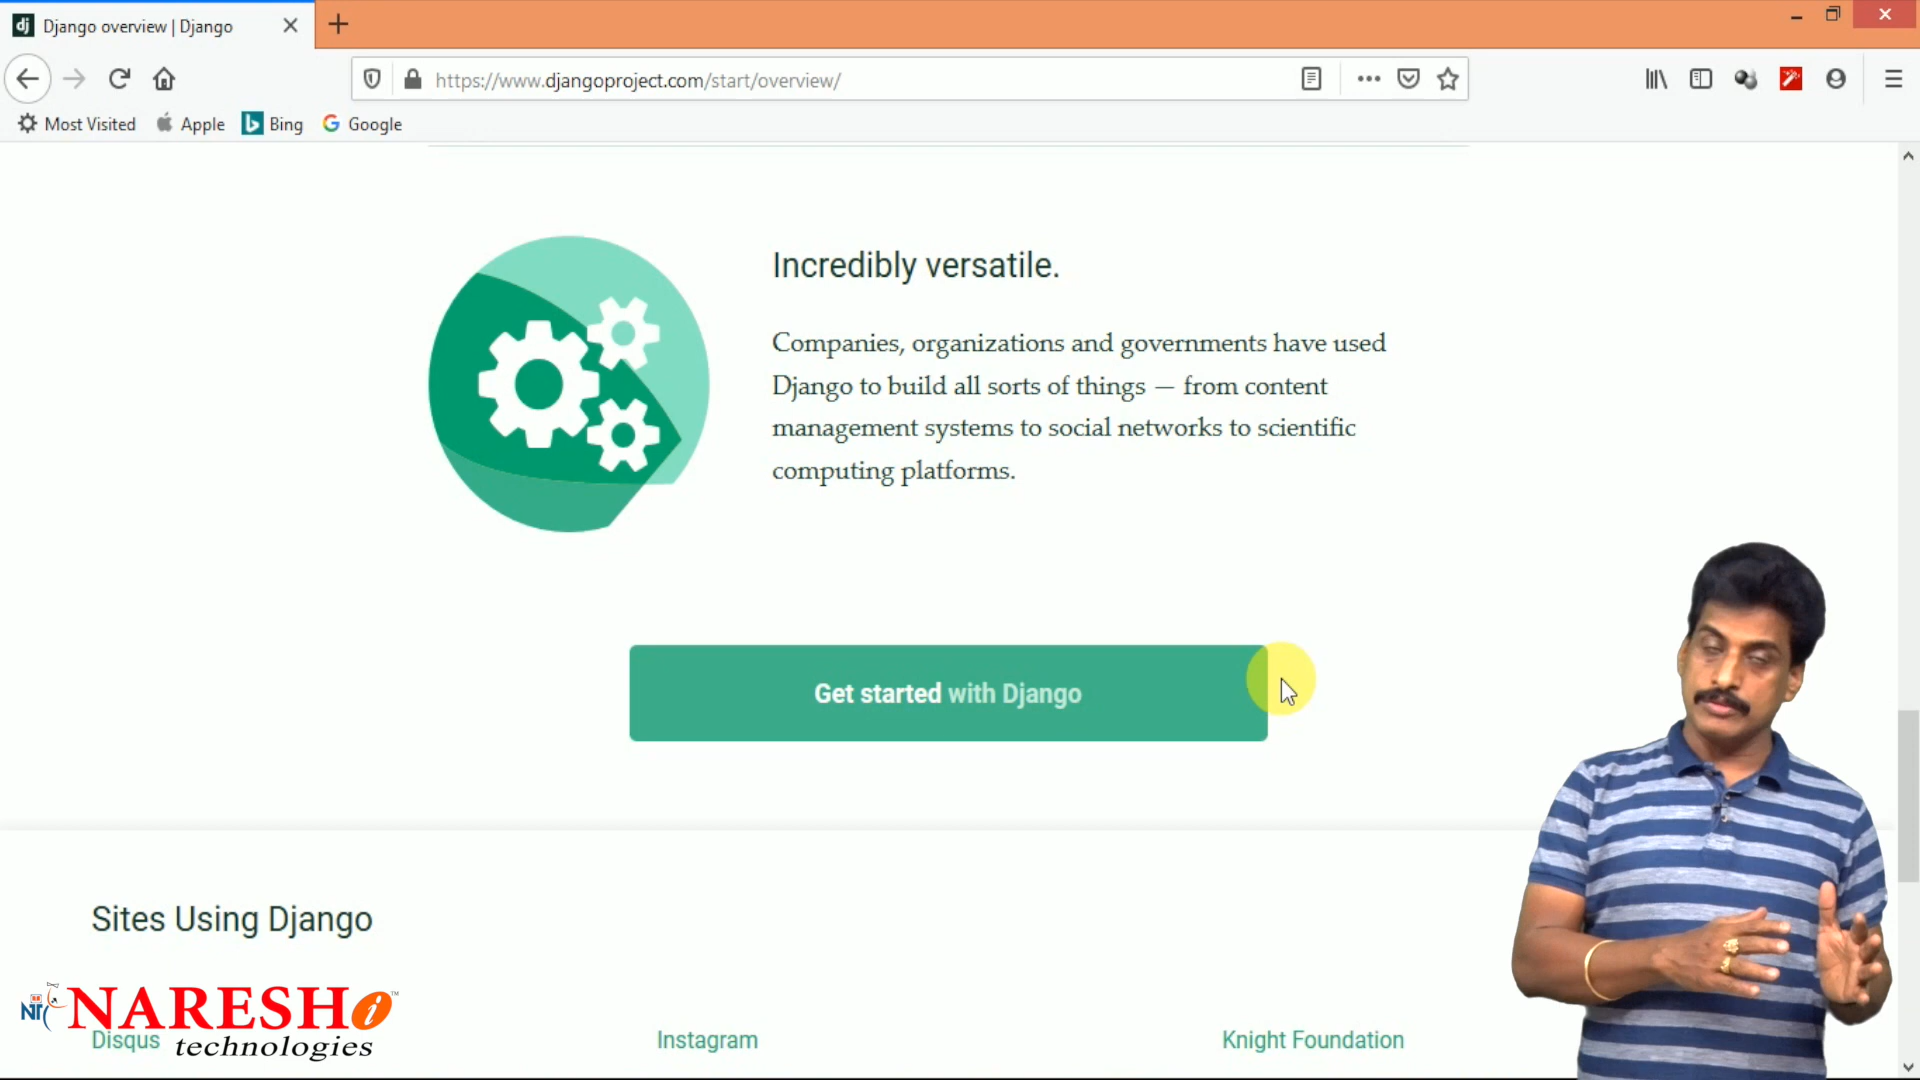 dj Django overview | Django
https://www.djangoproject.com/start/overview/
Most Visited Apple Bing Google
Incredibly versatile.
Companies, organizations and governments have used
Django to build all sorts of things — from content
management systems to social networks to scientific
computing platforms.
Get started with Django
Sites Using Django
NARESH i ™
technologies
Disqus Instagram Knight Foundation